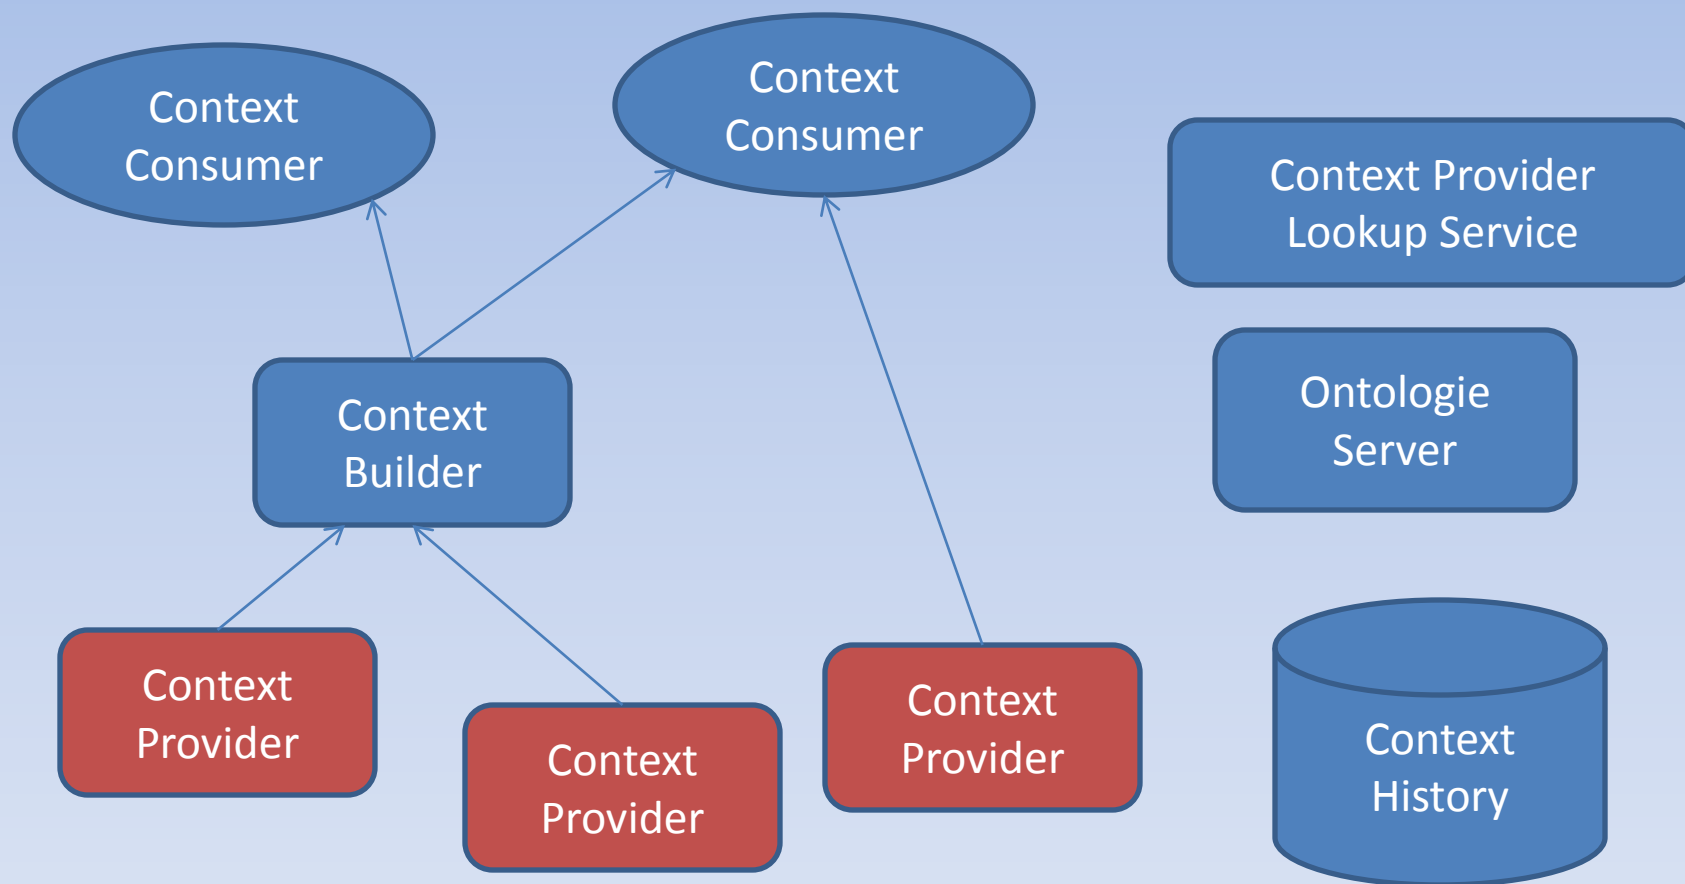 Context
Consumer
Context
Consumer
Context Provider
Lookup Service
Context
Builder
Ontologie
Server
Context
Provider
Context
Provider
Context
Provider
Context
History